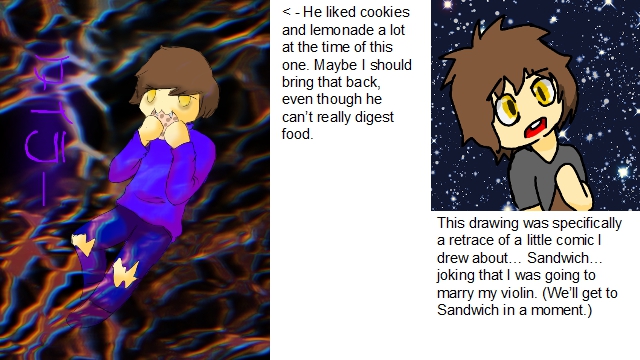 < - He liked cookies
and lemonade a lot
at the time of this
one. Maybe I should
bring that back,
even though he
can't really digest
food.
This drawing was specifically
a retrace of a little comic I
drew about… Sandwich…
joking that I was going to
marry my violin. (We'll get to
Sandwich in a moment.)